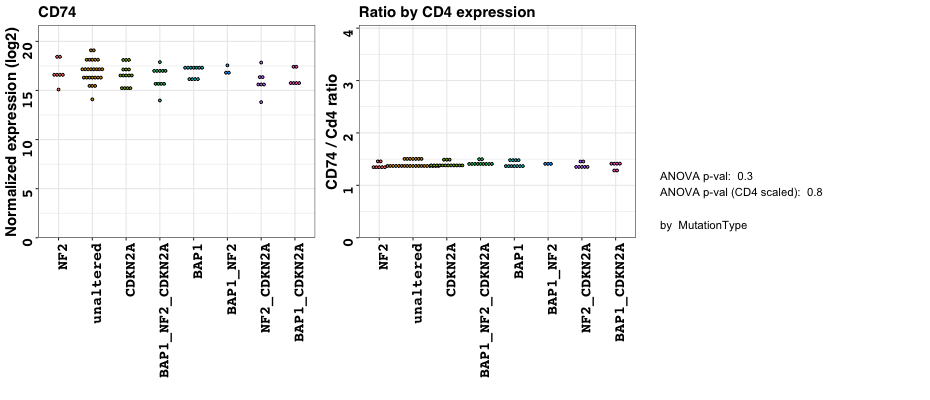 CD74
Normalized expression (log2)
20
15
10
5
0
NF2
unaltered
CDKN2A
BAP1_NF2_CDKN2A
BAP1
BAP1_NF2
NF2_CDKN2A
BAP1_CDKN2A
Ratio by CD4 expression
CD74 / Cd4 ratio
4
3
2
1
0
NF2
unaltered
CDKN2A
BAP1_NF2_CDKN2A
BAP1
BAP1_NF2
NF2_CDKN2A
BAP1_CDKN2A
ANOVA p-val: 0.3
ANOVA p-val (CD4 scaled): 0.8
by MutationType